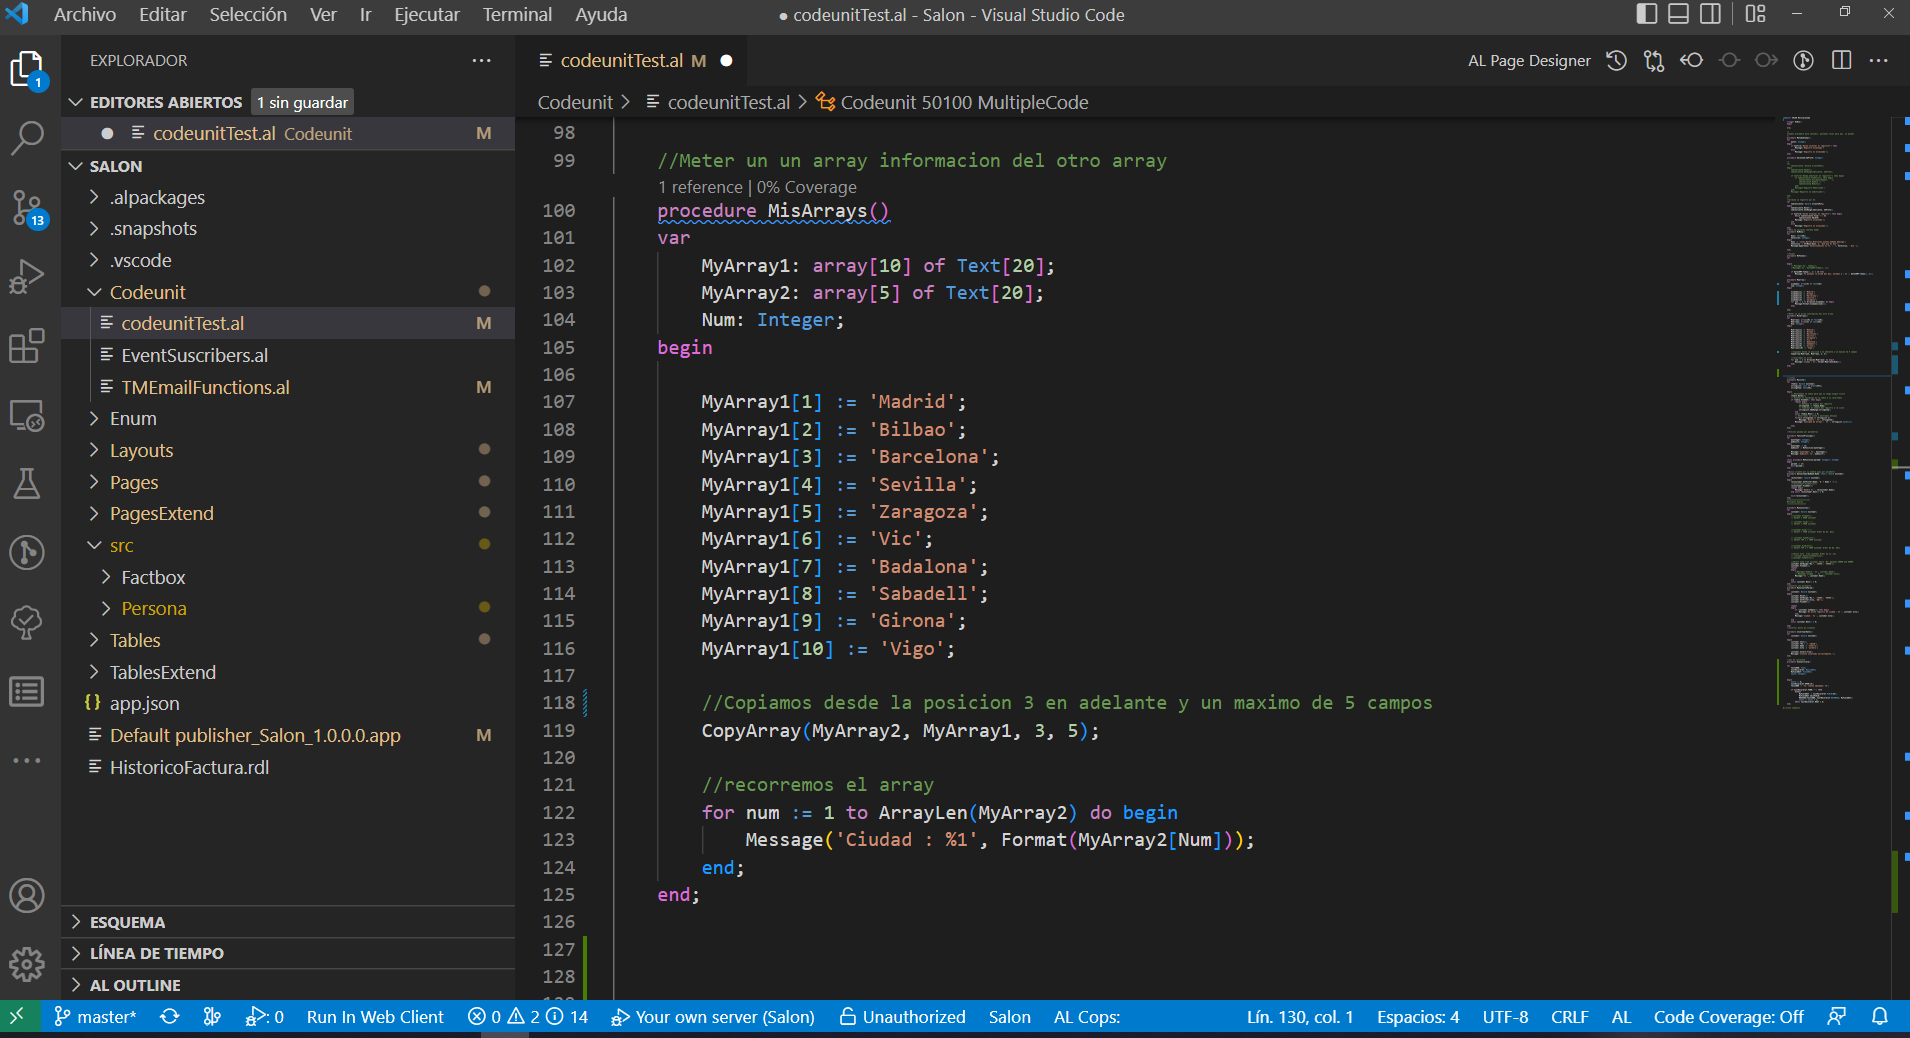 Archivo Editar Selección Ver Ir Ejecutar Terminal Ayuda
● codeunitTest.al - Salon - Visual Studio Code
EXPLORADOR
EDITORES ABIERTOS 1 sin guardar
codeunitTest.al Codeunit M
SALON
.alpackages
.snapshots
.vscode
Codeunit
codeunitTest.al M
EventSuscribers.al
TMEmailFunctions.al M
Enum
Layouts
Pages
PagesExtend
src
Factbox
Persona
Tables
TablesExtend
{} app.json
Default publisher_Salon_1.0.0.0.app M
HistoricoFactura.rdl
ESQUEMA
LÍNEA DE TIEMPO
AL OUTLINE
1
13
codeunitTest.al M
AL Page Designer
Codeunit > codeunitTest.al > Codeunit 50100 MultipleCode
98
99 //Meter un un array informacion del otro array
1 reference | 0% Coverage
100 procedure MisArrays()
101 var
102 MyArray1: array[10] of Text[20];
103 MyArray2: array[5] of Text[20];
104 Num: Integer;
105 begin
106
107 MyArray1[1] := 'Madrid';
108 MyArray1[2] := 'Bilbao';
109 MyArray1[3] := 'Barcelona';
110 MyArray1[4] := 'Sevilla';
111 MyArray1[5] := 'Zaragoza';
112 MyArray1[6] := 'Vic';
113 MyArray1[7] := 'Badalona';
114 MyArray1[8] := 'Sabadell';
115 MyArray1[9] := 'Girona';
116 MyArray1[10] := 'Vigo';
117
118 //Copiamos desde la posicion 3 en adelante y un maximo de 5 campos
119 CopyArray(MyArray2, MyArray1, 3, 5);
120
121 //recorremos el array
122 for num := 1 to ArrayLen(MyArray2) do begin
123 Message('Ciudad : %1', Format(MyArray2[Num]));
124 end;
125 end;
126
127
128
master* 0 Run In Web Client 0 2 14 Your own server (Salon) Unauthorized Salon AL Cops: Lín. 130, col. 1 Espacios: 4 UTF-8 CRLF AL Code Coverage: Off